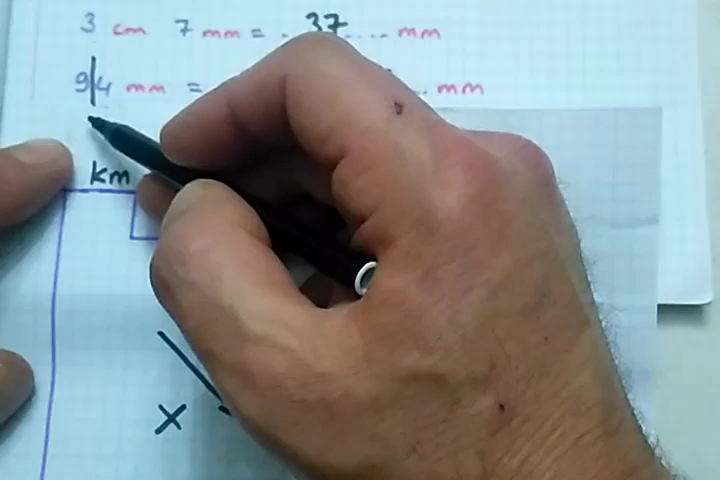 3 cm 7 mm = . 37 .... mm
9|4 mm = . mm
km
x